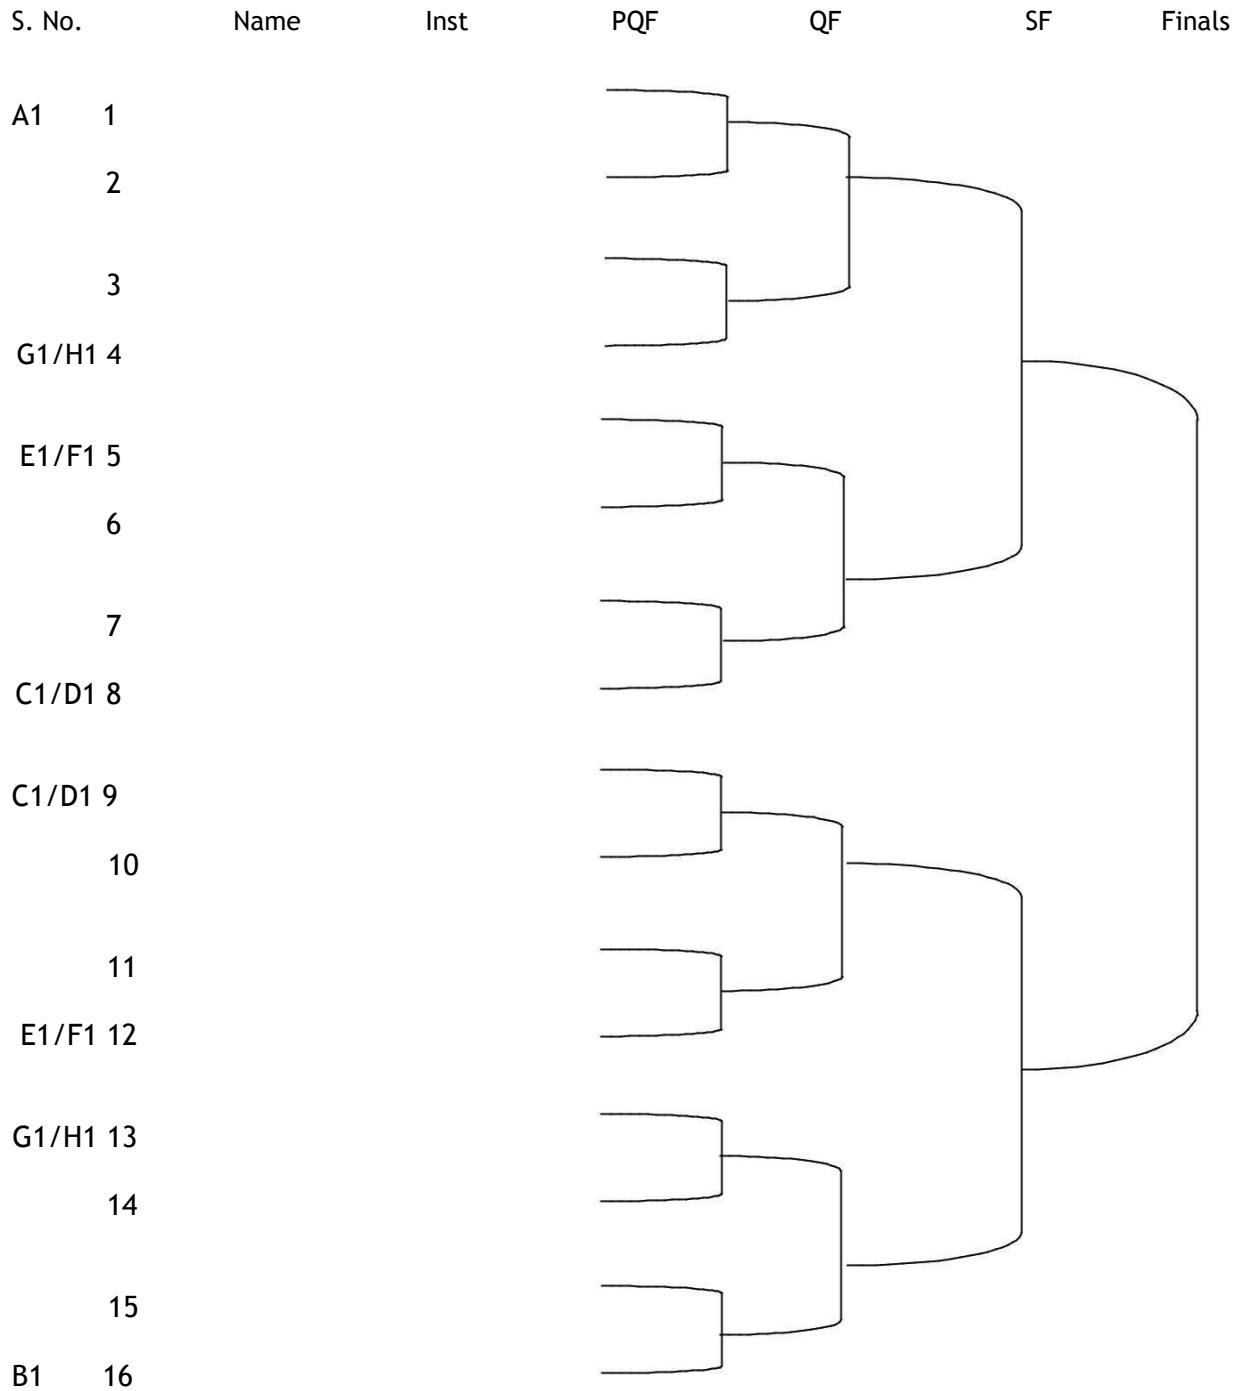 S. No. Name Inst PQF QF SF Finals
A1 1
2
3
G1/H1 4
E1/F1 5
6
7
C1/D1 8
C1/D1 9
10
11
E1/F1 12
G1/H1 13
14
15
B1 16